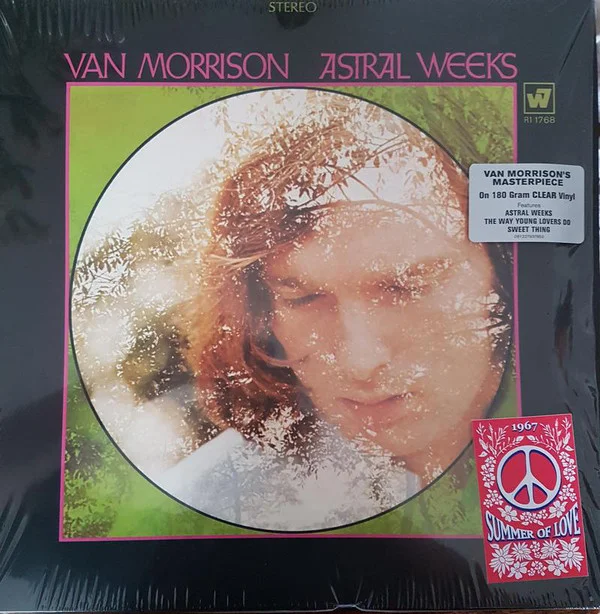 STEREO
VAN MORRISON ASTRAL WEEKS
W7
R1 1768
VAN MORRISON'S
MASTERPIECE
On 180 Gram CLEAR Vinyl
Features
ASTRAL WEEKS
THE WAY YOUNG LOVERS DO
SWEET THING
1967
SUMMER OF LOVE